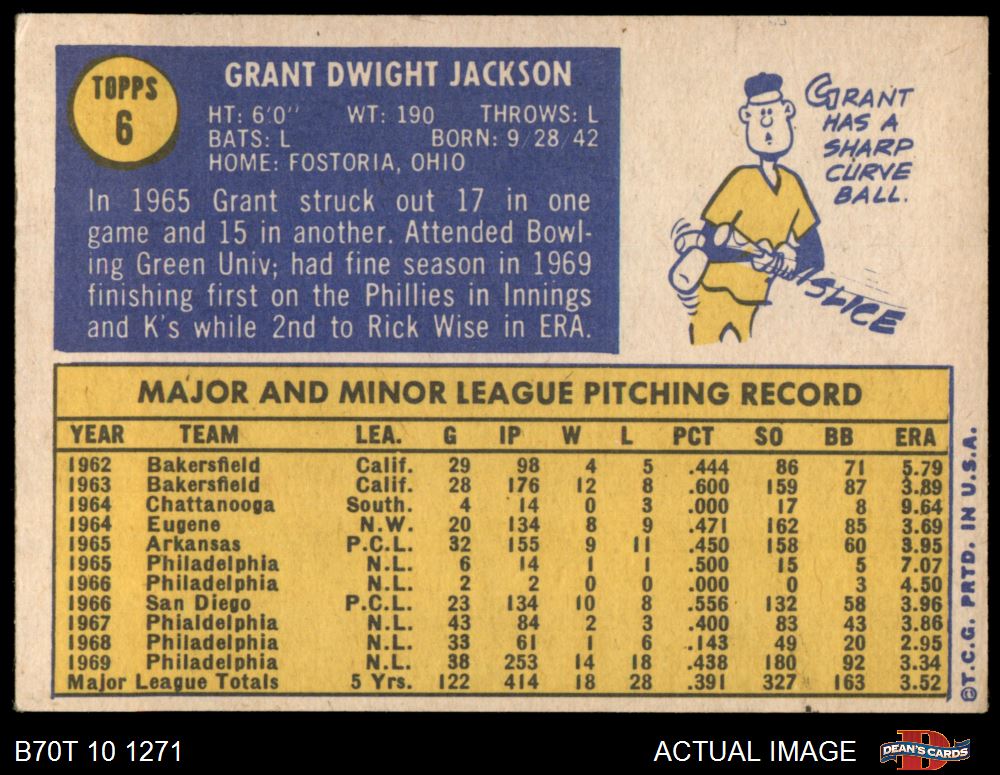 TOPPS
6
GRANT DWIGHT JACKSON
HT: 6'0" WT: 190 THROWS: L
BATS: L BORN: 9/28/42
HOME: FOSTORIA, OHIO
In 1965 Grant struck out 17 in one
game and 15 in another. Attended Bowl-
ing Green Univ; had fine season in 1969
finishing first on the Phillies in Innings
and K's while 2nd to Rick Wise in ERA.
GRANT
HAS A
SHARP
CURVE
BALL.
SLICE
MAJOR AND MINOR LEAGUE PITCHING RECORD
YEAR TEAM LEA. G IP W L PCT SO BB ERA
1962 Bakersfield Calif. 29 98 4 5 .444 86 71 5.79
1963 Bakersfield Calif. 28 176 12 8 .600 159 87 3.89
1964 Chattanooga South. 4 14 0 3 .000 17 8 9.64
1964 Eugene N.W. 20 134 8 9 .471 162 85 3.69
1965 Arkansas P.C.L. 32 155 9 11 .450 158 60 3.95
1965 Philadelphia N.L. 6 14 1 1 .500 15 5 7.07
1966 Philadelphia N.L. 2 2 0 0 .000 0 3 4.50
1966 San Diego P.C.L. 23 134 10 8 .556 132 58 3.96
1967 Phialdelphia N.L. 43 84 2 3 .400 83 43 3.86
1968 Philadelphia N.L. 33 61 1 6 .143 49 20 2.95
1969 Philadelphia N.L. 38 253 14 18 .438 180 92 3.34
Major League Totals 5 Yrs. 122 414 18 28 .391 327 163 3.52
©T.C.G. PRTD. IN U.S.A.
B70T 10 1271
ACTUAL IMAGE
D
DEAN'S CARDS